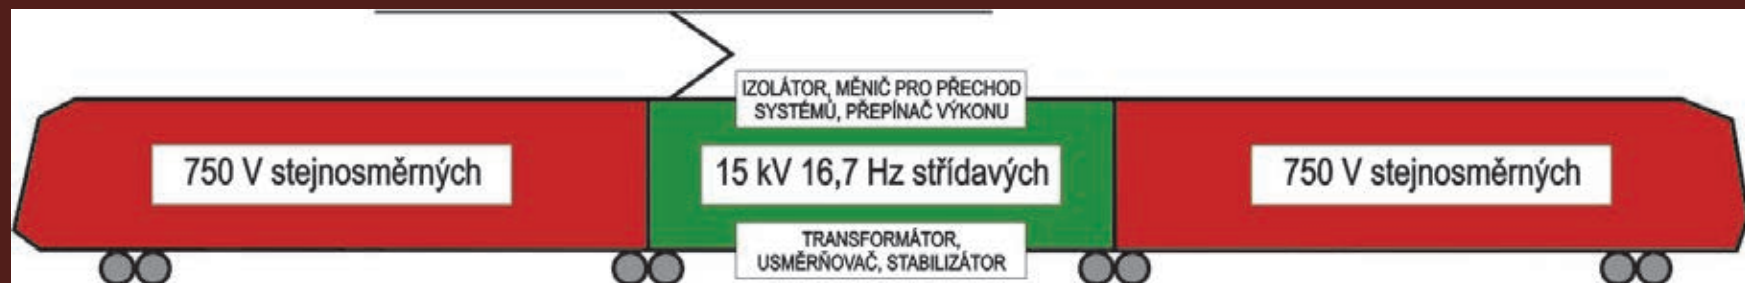 IZOLÁTOR, MĚNIČ PRO PŘECHOD
SYSTÉMŮ, PŘEPÍNAČ VÝKONU
750 V stejnosměrných
15 kV 16,7 Hz střídavých
750 V stejnosměrných
TRANSFORMÁTOR,
USMĚRŇOVAČ, STABILIZÁTOR